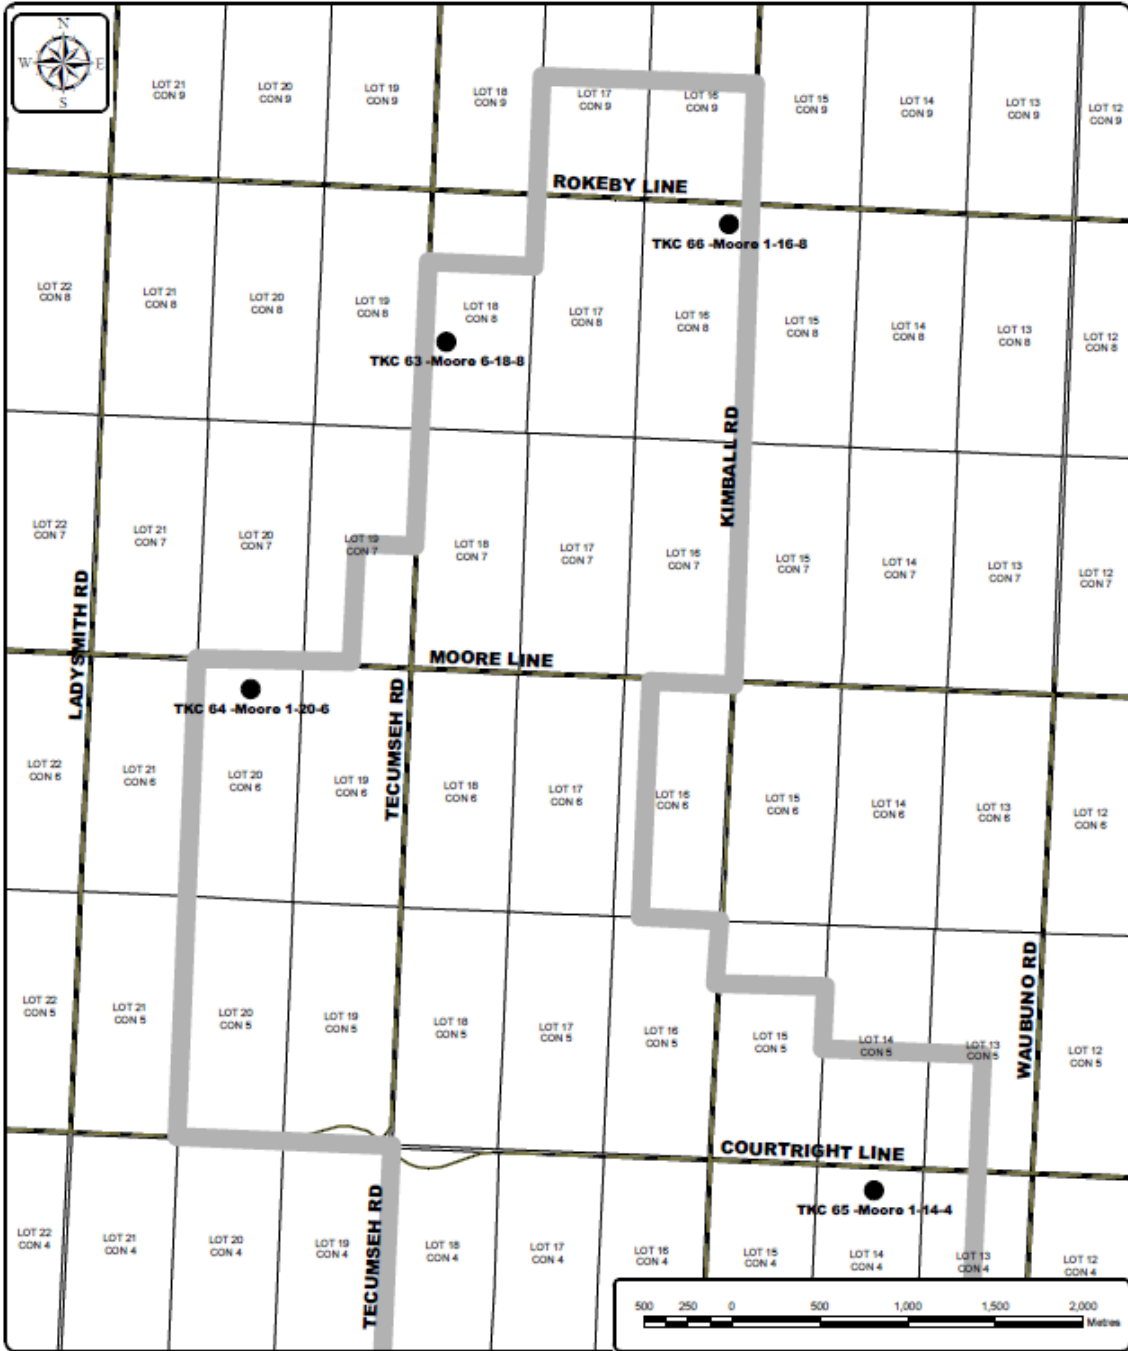 N
W E
S
LOT 21
CON 9
LOT 20
CON 9
LOT 19
CON 9
LOT 18
CON 9
LOT 17
CON 9
LOT 16
CON 9
LOT 15
CON 9
LOT 14
CON 9
LOT 13
CON 9
LOT 12
CON 9
ROKEBY LINE
TKC 66 -Moore 1-16-8
LOT 22
CON 8
LOT 21
CON 8
LOT 20
CON 8
LOT 19
CON 8
LOT 18
CON 8
LOT 17
CON 8
LOT 16
CON 8
LOT 15
CON 8
LOT 14
CON 8
LOT 13
CON 8
LOT 12
CON 8
TKC 63 -Moore 6-18-8
KIMBALL RD
LOT 22
CON 7
LOT 21
CON 7
LOT 20
CON 7
LOT 19
CON 7
LOT 18
CON 7
LOT 17
CON 7
LOT 16
CON 7
LOT 15
CON 7
LOT 14
CON 7
LOT 13
CON 7
LOT 12
CON 7
LADYSMITH RD
MOORE LINE
TKC 64 -Moore 1-20-6
TECUMSEH RD
LOT 22
CON 6
LOT 21
CON 6
LOT 20
CON 6
LOT 19
CON 6
LOT 18
CON 6
LOT 17
CON 6
LOT 16
CON 6
LOT 15
CON 6
LOT 14
CON 6
LOT 13
CON 6
LOT 12
CON 6
LOT 22
CON 5
LOT 21
CON 5
LOT 20
CON 5
LOT 19
CON 5
LOT 18
CON 5
LOT 17
CON 5
LOT 16
CON 5
LOT 15
CON 5
LOT 14
CON 5
LOT 13
CON 5
LOT 12
CON 5
WAUBUNO RD
COURTRIGHT LINE
TKC 65 -Moore 1-14-4
TECUMSEH RD
LOT 22
CON 4
LOT 21
CON 4
LOT 20
CON 4
LOT 19
CON 4
LOT 18
CON 4
LOT 17
CON 4
LOT 16
CON 4
LOT 15
CON 4
LOT 14
CON 4
LOT 13
CON 4
LOT 12
CON 4
500 250 0 500 1,000 1,500 2,000
Metres